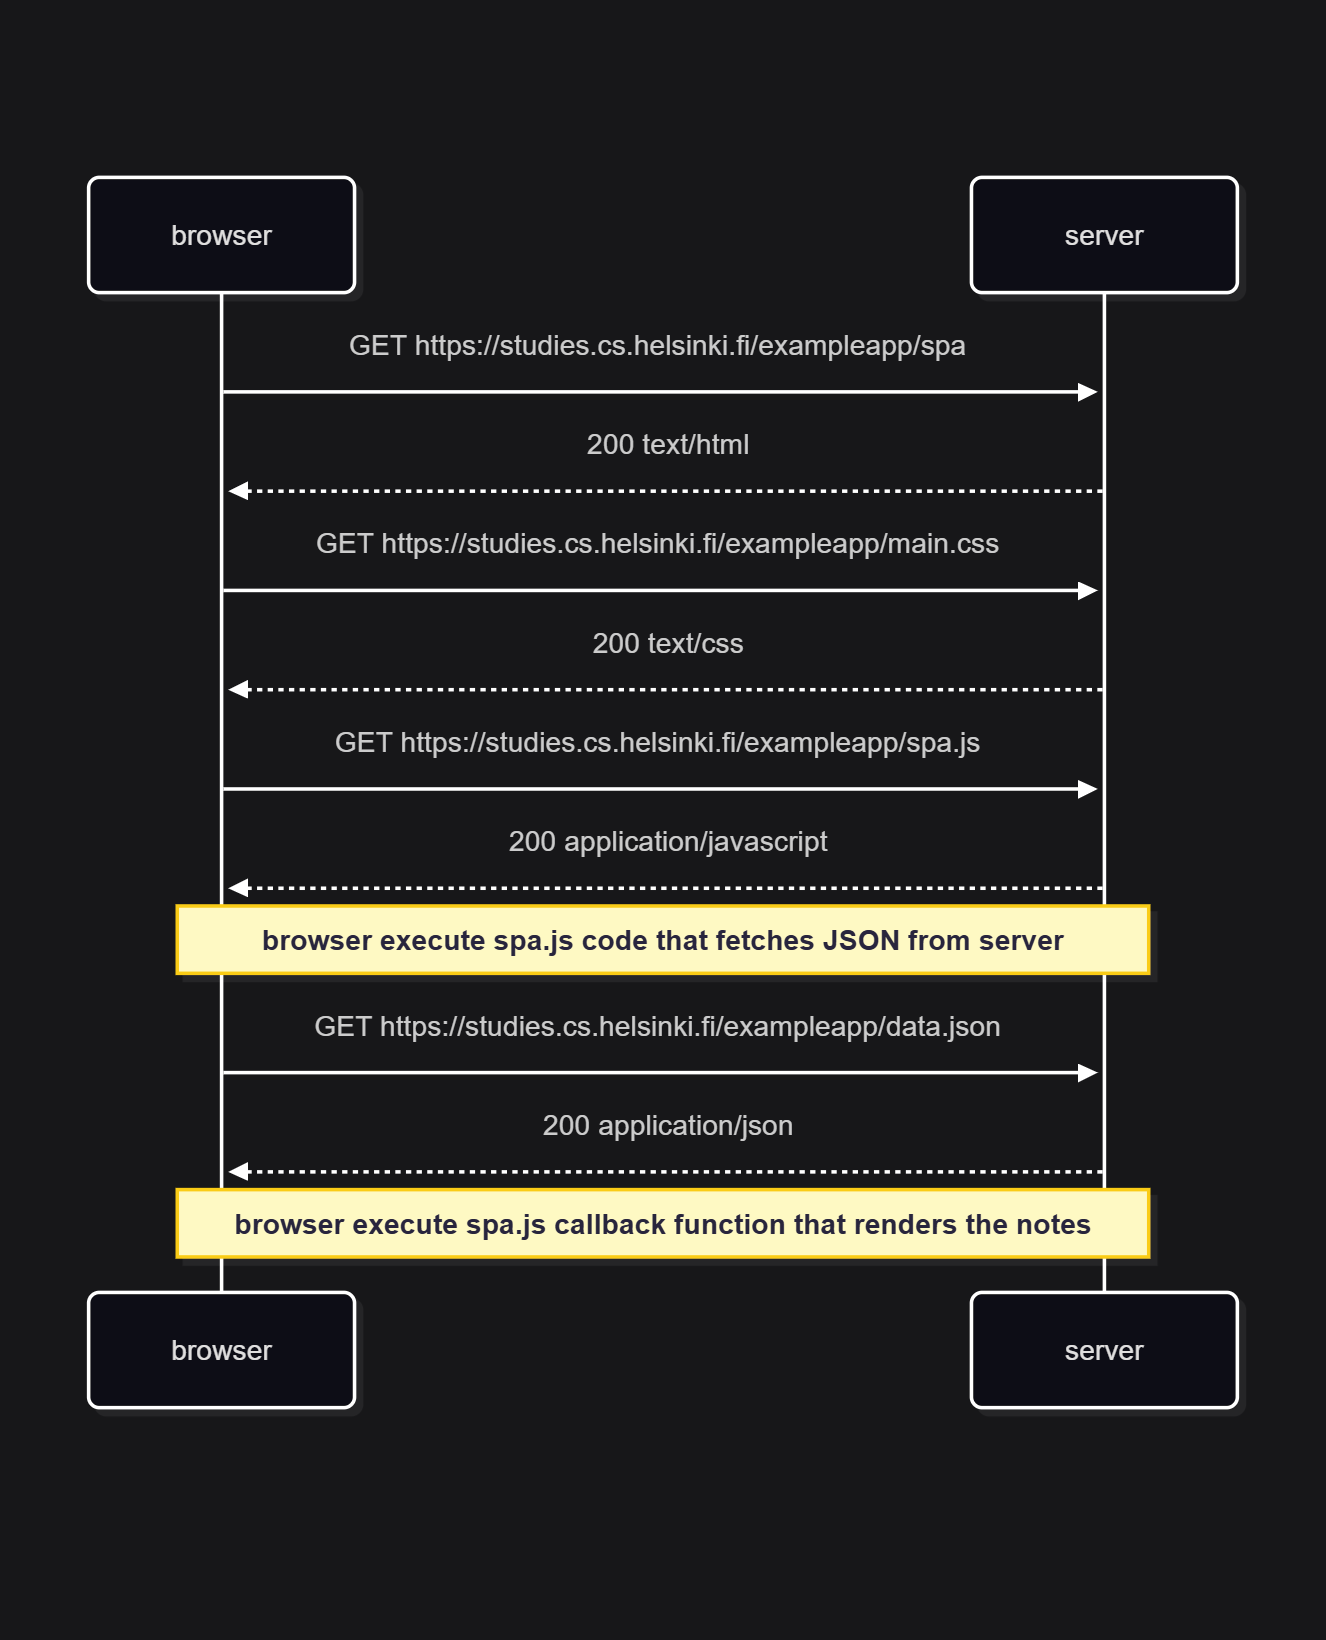 browser
server
GET https://studies.cs.helsinki.fi/exampleapp/spa
200 text/html
GET https://studies.cs.helsinki.fi/exampleapp/main.css
200 text/css
GET https://studies.cs.helsinki.fi/exampleapp/spa.js
200 application/javascript
browser execute spa.js code that fetches JSON from server
GET https://studies.cs.helsinki.fi/exampleapp/data.json
200 application/json
browser execute spa.js callback function that renders the notes
browser
server